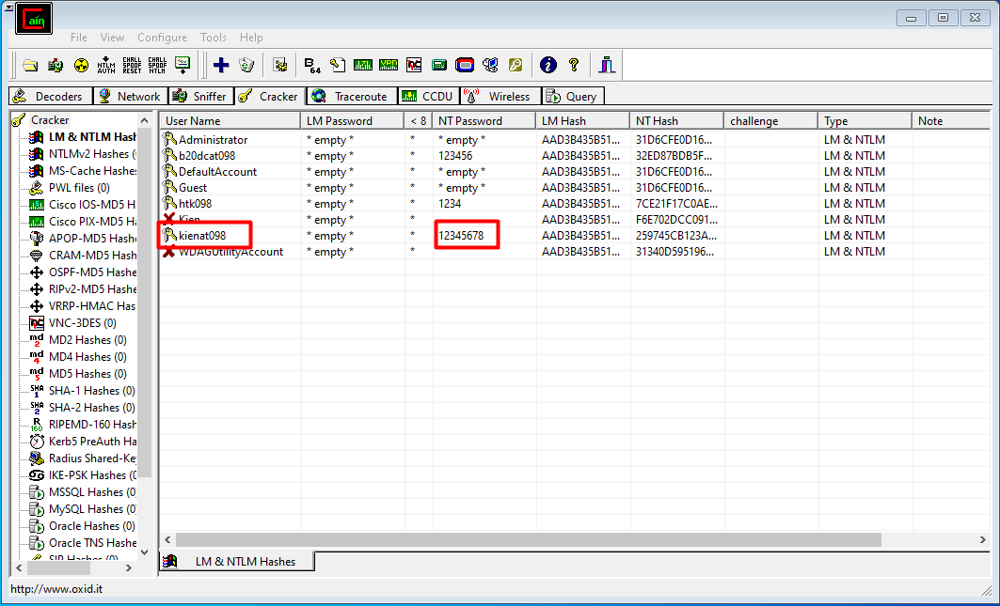 Cain
File View Configure Tools Help
NTLM AUTH CHALL SPOOF RESET CHALL SPOOF NTLM B64
Decoders Network Sniffer Cracker Traceroute CCDU Wireless Query
Cracker
LM & NTLM Hash
NTLMv2 Hashes (
MS-Cache Hashes
PWL files (0)
Cisco IOS-MD5 H
Cisco PIX-MD5 H
APOP-MD5 Hashe
CRAM-MD5 Hash
OSPF-MD5 Hashe
RIPv2-MD5 Hashe
VRRP-HMAC Has
VNC-3DES (0)
MD2 Hashes (0)
MD4 Hashes (0)
MD5 Hashes (0)
SHA-1 Hashes (0)
SHA-2 Hashes (0)
RIPEMD-160 Hash
Kerb5 PreAuth Ha
Radius Shared-Key
IKE-PSK Hashes (0
MSSQL Hashes (0)
MySQL Hashes (0)
Oracle Hashes (0)
Oracle TNS Hashe
SIP Hashes (0)
User Name LM Password < 8 NT Password LM Hash NT Hash challenge Type Note
Administrator * empty * * * empty * AAD3B435B51... 31D6CFE0D16... LM & NTLM
b20dcat098 * empty * * 123456 AAD3B435B51... 32ED87BDB5F... LM & NTLM
DefaultAccount * empty * * * empty * AAD3B435B51... 31D6CFE0D16... LM & NTLM
Guest * empty * * * empty * AAD3B435B51... 31D6CFE0D16... LM & NTLM
htk098 * empty * * 1234 AAD3B435B51... 7CE21F17C0AE... LM & NTLM
Kien * empty * * AAD3B435B51... F6E702DCC091... LM & NTLM
kienat098 * empty * * 12345678 AAD3B435B51... 259745CB123A... LM & NTLM
WDAGUtilityAccount * empty * * AAD3B435B51... 31340D595196... LM & NTLM
LM & NTLM Hashes
http://www.oxid.it